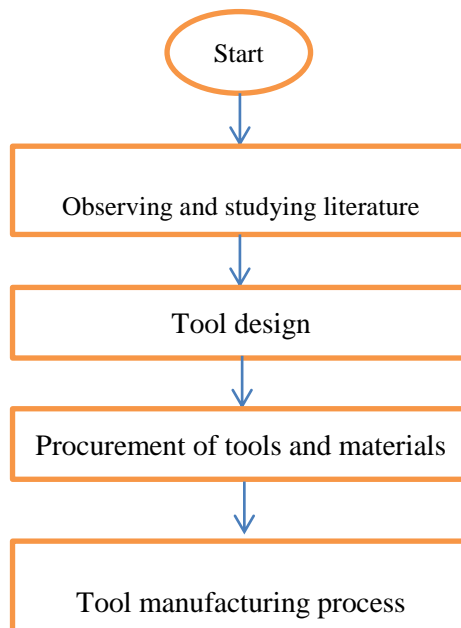 Start
Observing and studying literature
Tool design
Procurement of tools and materials
Tool manufacturing process